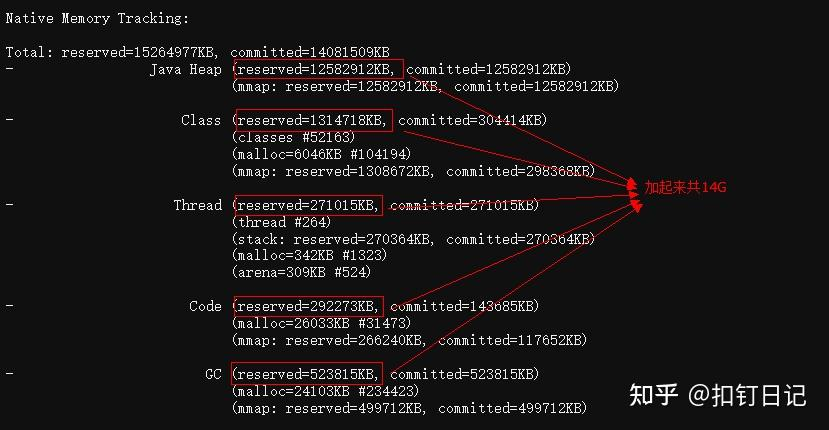 Native Memory Tracking:
Total: reserved=15264977KB, committed=14081509KB
- Java Heap (reserved=12582912KB, committed=12582912KB)
(mmap: reserved=12582912KB, committed=12582912KB)
- Class (reserved=1314718KB, committed=304414KB)
(classes #52163)
(malloc=6046KB #104194)
(mmap: reserved=1308672KB, committed=298368KB)
加起来共14G
- Thread (reserved=271015KB, committed=271015KB)
(thread #264)
(stack: reserved=270364KB, committed=270364KB)
(malloc=342KB #1323)
(arena=309KB #524)
- Code (reserved=292273KB, committed=143685KB)
(malloc=26033KB #31473)
(mmap: reserved=266240KB, committed=117652KB)
- GC (reserved=523815KB, committed=523815KB)
(malloc=24103KB #234423)
(mmap: reserved=499712KB, committed=499712KB)
知乎 @扣钉日记